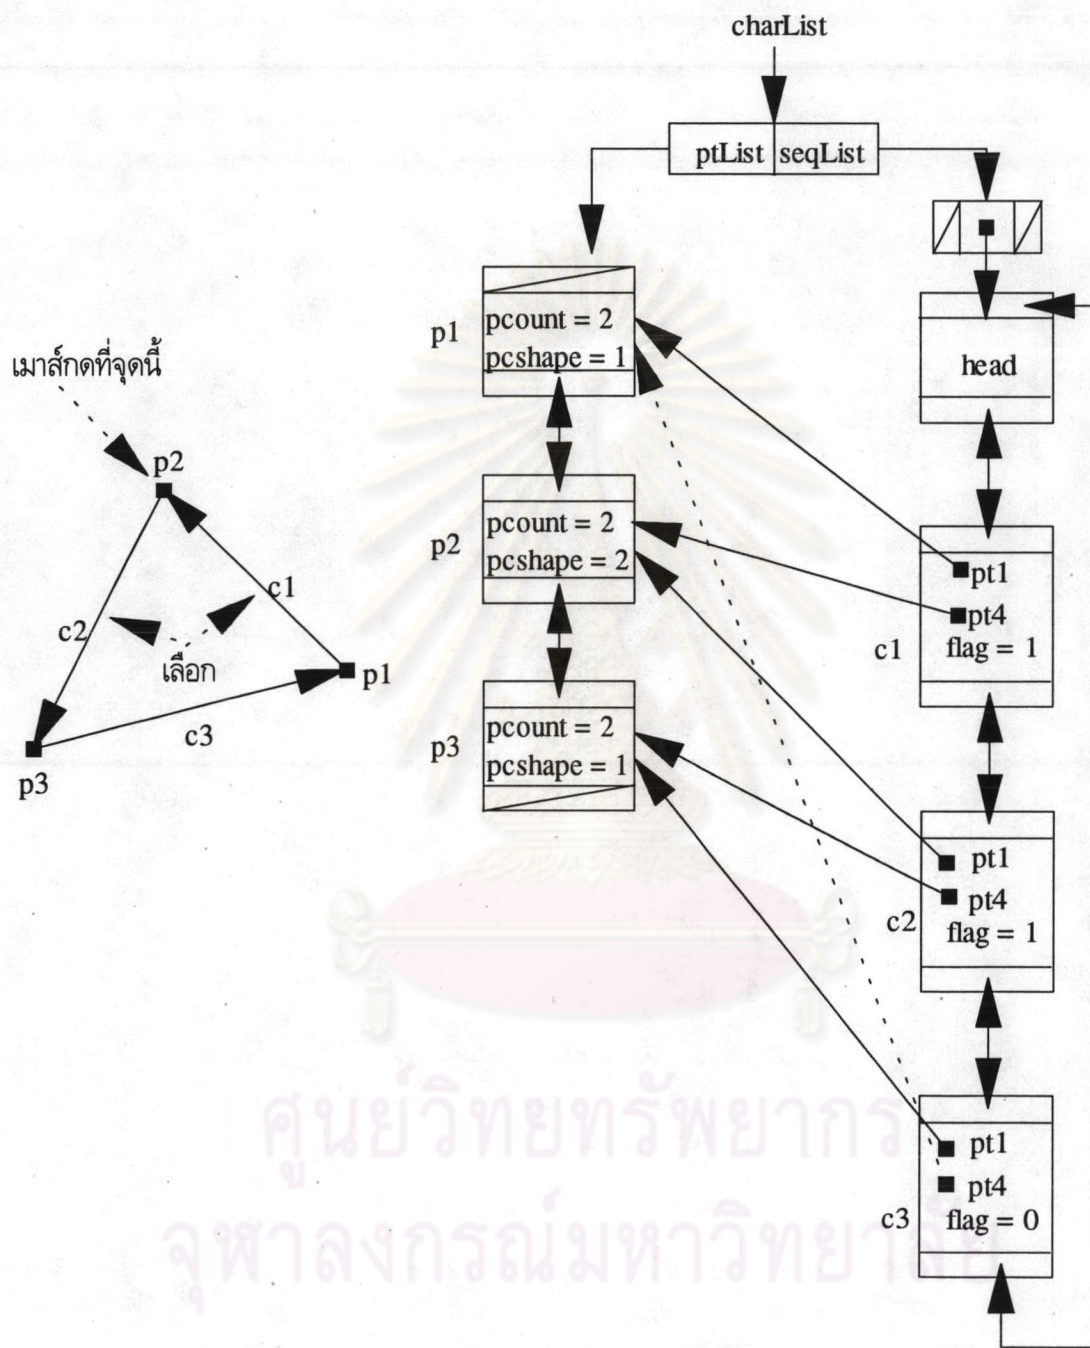 charList
ptList seqList
p1
pcount = 2
pcshape = 1
head
เมาส์กดที่จุดนี้
p2
p2
pcount = 2
pcshape = 2
pt1
pt4
c1
flag = 1
c1
c2
เลือก
p1
c3
p3
p3
pcount = 2
pcshape = 1
pt1
pt4
c2
flag = 1
pt1
pt4
c3
flag = 0
ศูนย์วิทยทรัพยากร
จุฬาลงกรณ์มหาวิทยาลัย